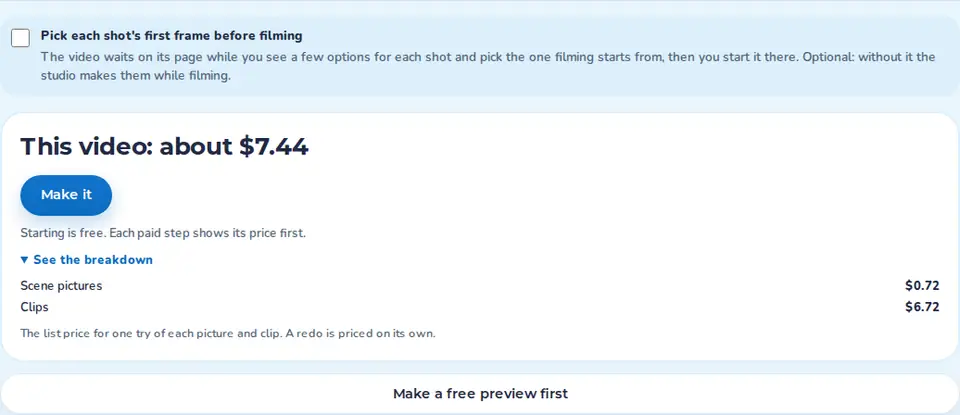 Pick each shot's first frame before filming
The video waits on its page while you see a few options for each shot and pick the one filming starts from, then you start it there. Optional: without it the
studio makes them while filming.
This video: about $7.44
Make it
Starting is free. Each paid step shows its price first.
▼ See the breakdown
Scene pictures $0.72
Clips $6.72
The list price for one try of each picture and clip. A redo is priced on its own.
Make a free preview first